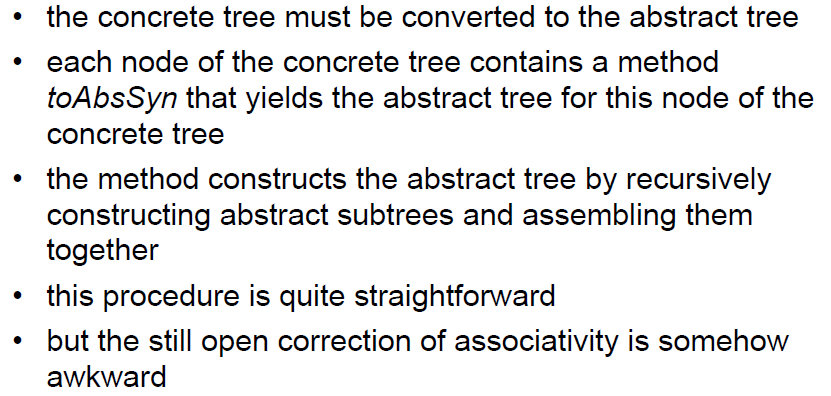 • the concrete tree must be converted to the abstract tree
• each node of the concrete tree contains a method
toAbsSyn that yields the abstract tree for this node of the
concrete tree
• the method constructs the abstract tree by recursively
constructing abstract subtrees and assembling them
together
• this procedure is quite straightforward
• but the still open correction of associativity is somehow
awkward